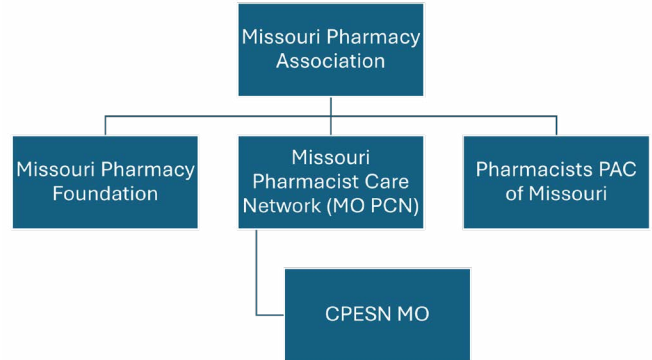 Missouri Pharmacy
Association
Missouri Pharmacy
Foundation
Missouri
Pharmacist Care
Network (MO PCN)
Pharmacists PAC
of Missouri
CPESN MO